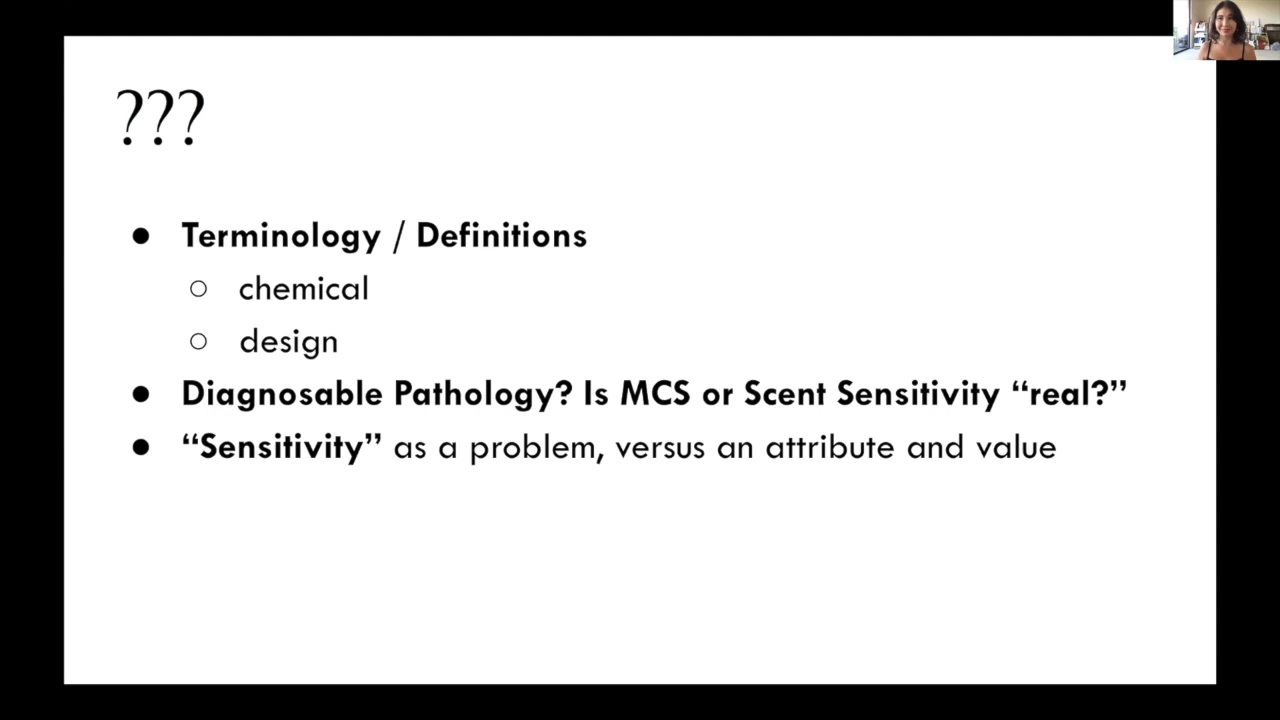 ???
● Terminology / Definitions
○ chemical
○ design
● Diagnosable Pathology? Is MCS or Scent Sensitivity “real?”
● “Sensitivity” as a problem, versus an attribute and value